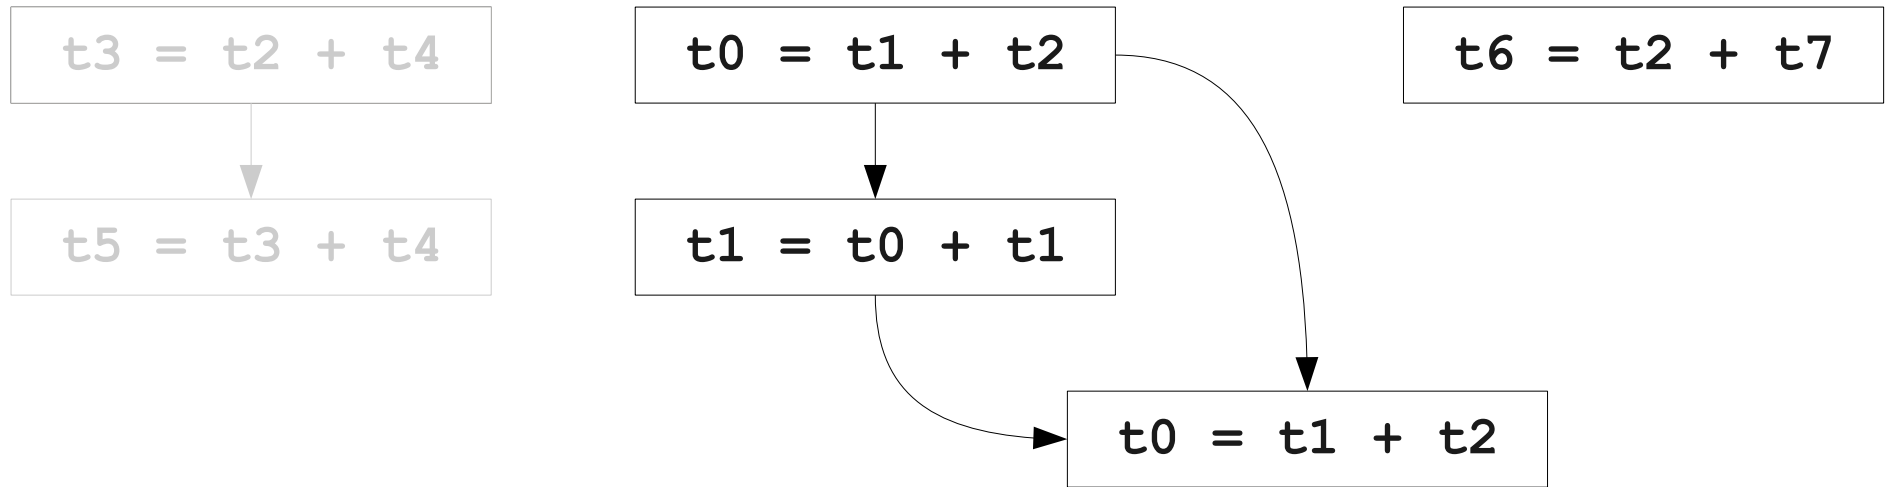 t3 = t2 + t4
t0 = t1 + t2
t6 = t2 + t7
t5 = t3 + t4
t1 = t0 + t1
t0 = t1 + t2